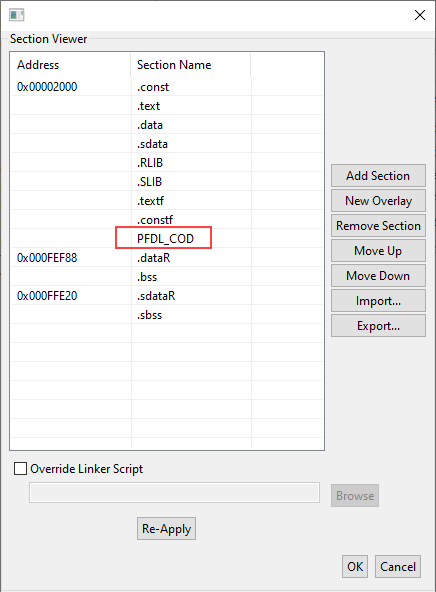 Section Viewer
Address Section Name
0x00002000 .const
.text
.data
.sdata
.RLIB
.SLIB
.textf
.constf
PFDL_COD
0x000FEF88 .dataR
.bss
0x000FFE20 .sdataR
.sbss
Add Section
New Overlay
Remove Section
Move Up
Move Down
Import...
Export...
Override Linker Script
Browse
Re-Apply
OK Cancel